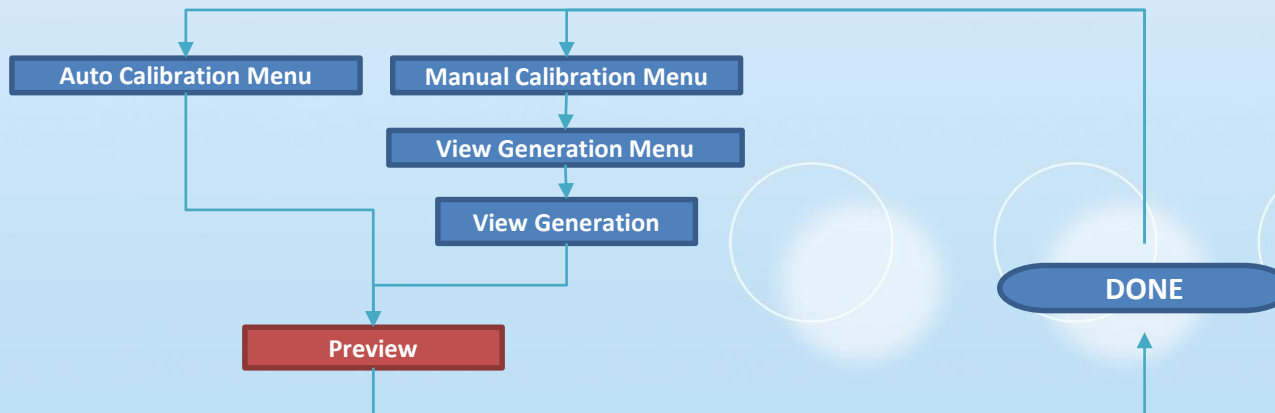 Auto Calibration Menu
Manual Calibration Menu
View Generation Menu
View Generation
DONE
Preview